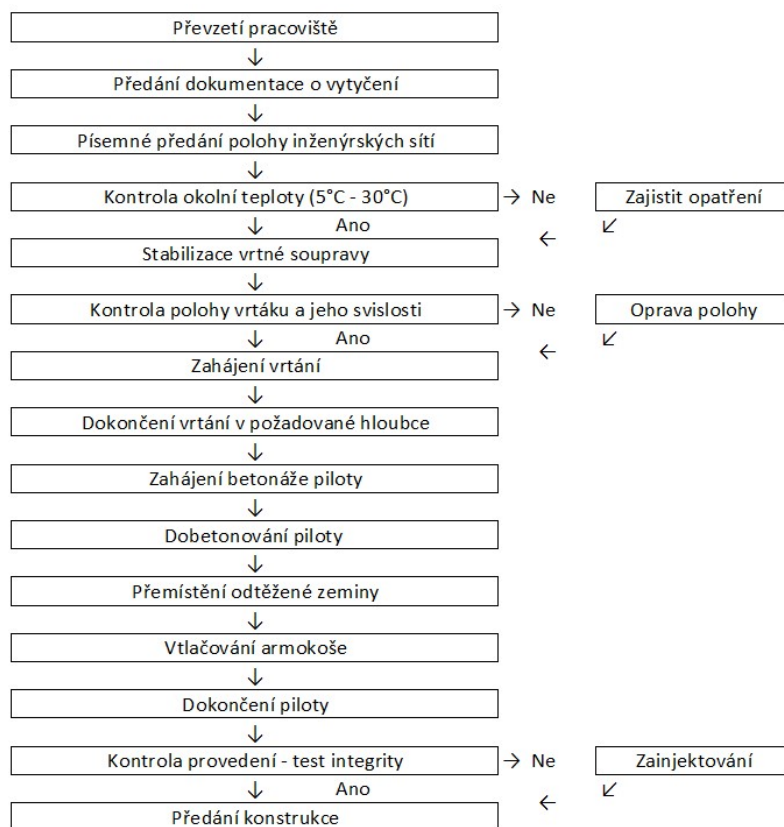 Převzetí pracoviště
↓
Předání dokumentace o vytyčení
↓
Písemné předání polohy inženýrských sítí
↓
Kontrola okolní teploty (5°C - 30°C) → Ne Zajistit opatření
↓ Ano ← ↙
Stabilizace vrtné soupravy
↓
Kontrola polohy vrtáku a jeho svislosti → Ne Oprava polohy
↓ Ano ← ↙
Zahájení vrtání
↓
Dokončení vrtání v požadované hloubce
↓
Zahájení betonáže piloty
↓
Dobetonování piloty
↓
Přemístění odtěžené zeminy
↓
Vtlačování armokoše
↓
Dokončení piloty
↓
Kontrola provedení - test integrity → Ne Zainjektování
↓ Ano ← ↙
Předání konstrukce